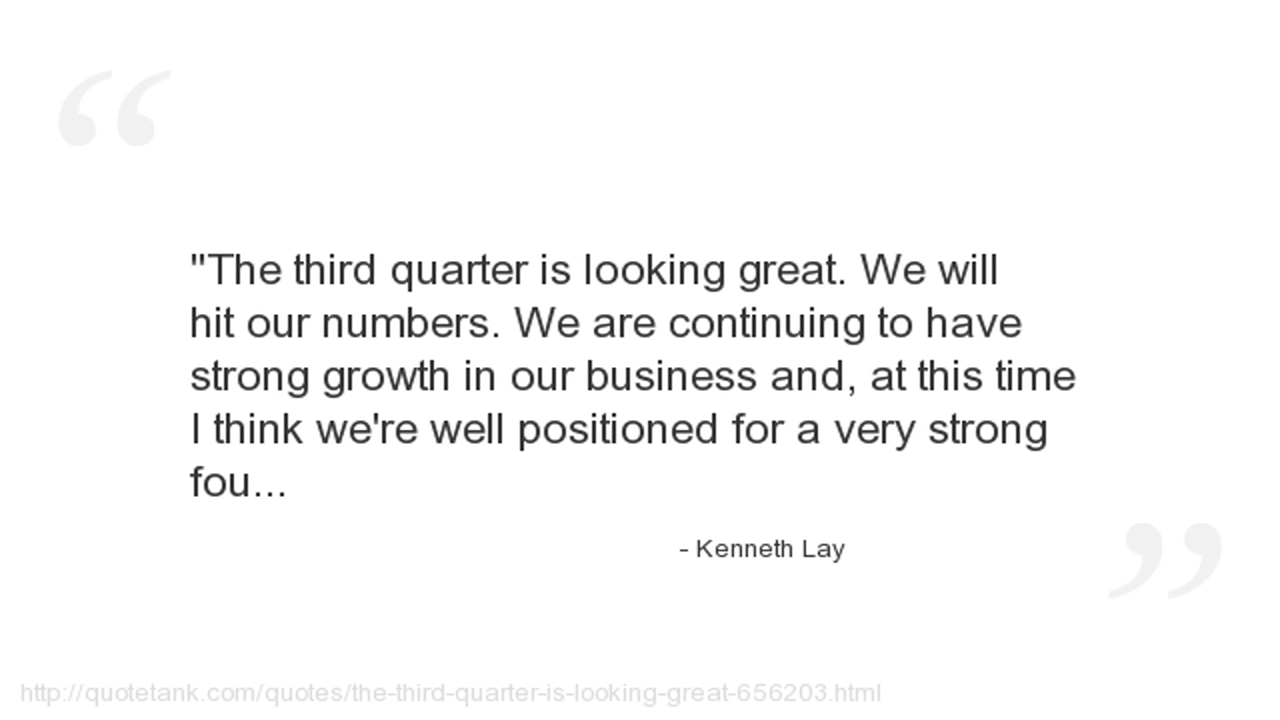 "The third quarter is looking great. We will
hit our numbers. We are continuing to have
strong growth in our business and, at this time
I think we're well positioned for a very strong
fou...
- Kenneth Lay
http://quotetank.com/quotes/the-third-quarter-is-looking-great-656203.html